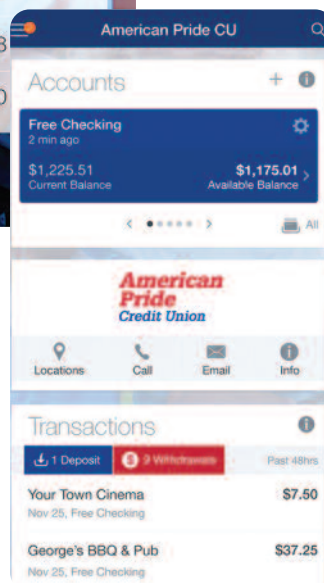 American Pride CU
Accounts
Free Checking
2 min ago
$1,225.51
Current Balance
$1,175.01
Available Balance
All
American
Pride
Credit Union
Locations
Call
Email
Info
Transactions
1 Deposit
9 Withdrawals
Past 48hrs
Your Town Cinema
$7.50
Nov 25, Free Checking
George's BBQ & Pub
$37.25
Nov 25, Free Checking